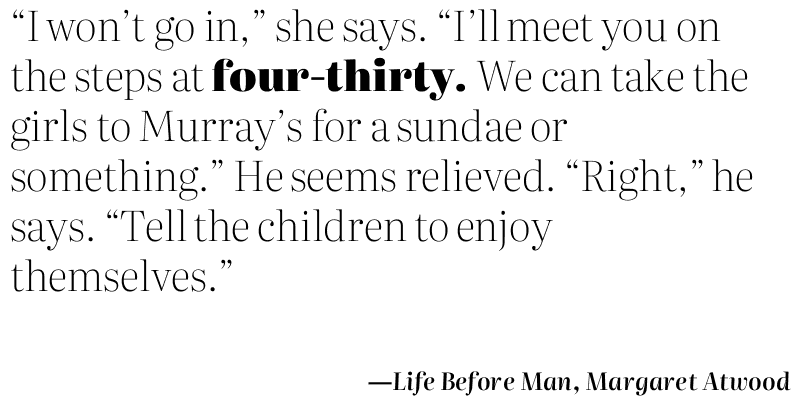 “I won’t go in,” she says. “I’ll meet you on
the steps at four-thirty. We can take the
girls to Murray’s for a sundae or
something.” He seems relieved. “Right,” he
says. “Tell the children to enjoy
themselves.”
—Life Before Man, Margaret Atwood